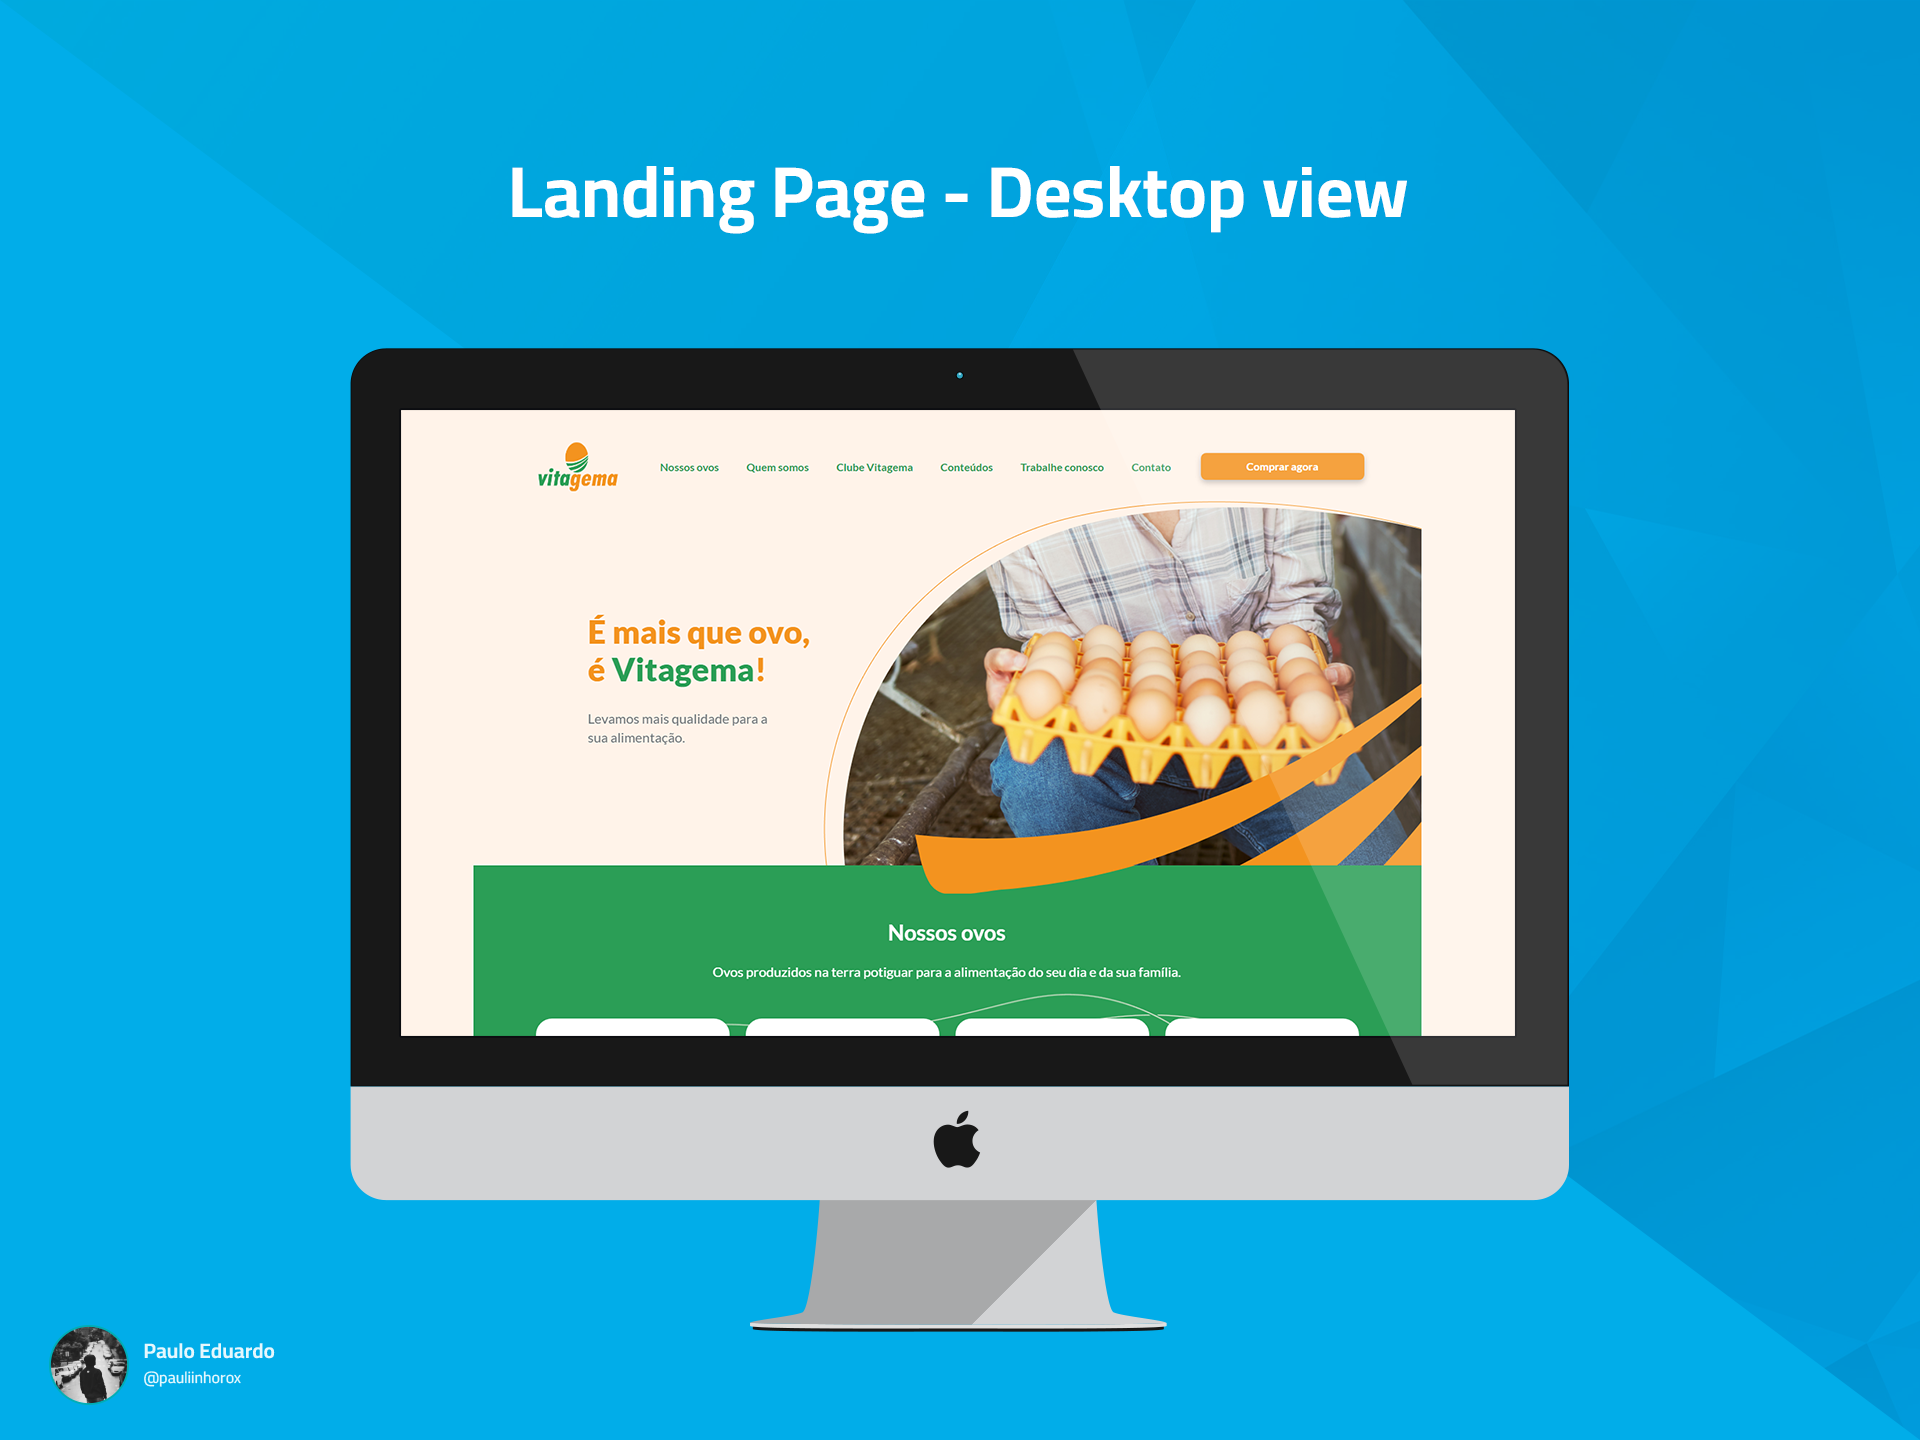 Landing Page - Desktop view
vitagema
Nossos ovos
Quem somos
Clube Vitagema
Conteúdos
Trabalhe conosco
Contato
Comprar agora
É mais que ovo,
é Vitagema!
Levamos mais qualidade para a
sua alimentação.
Nossos ovos
Ovos produzidos na terra potiguar para a alimentação do seu dia e da sua família.
Paulo Eduardo
@pauliinhorox